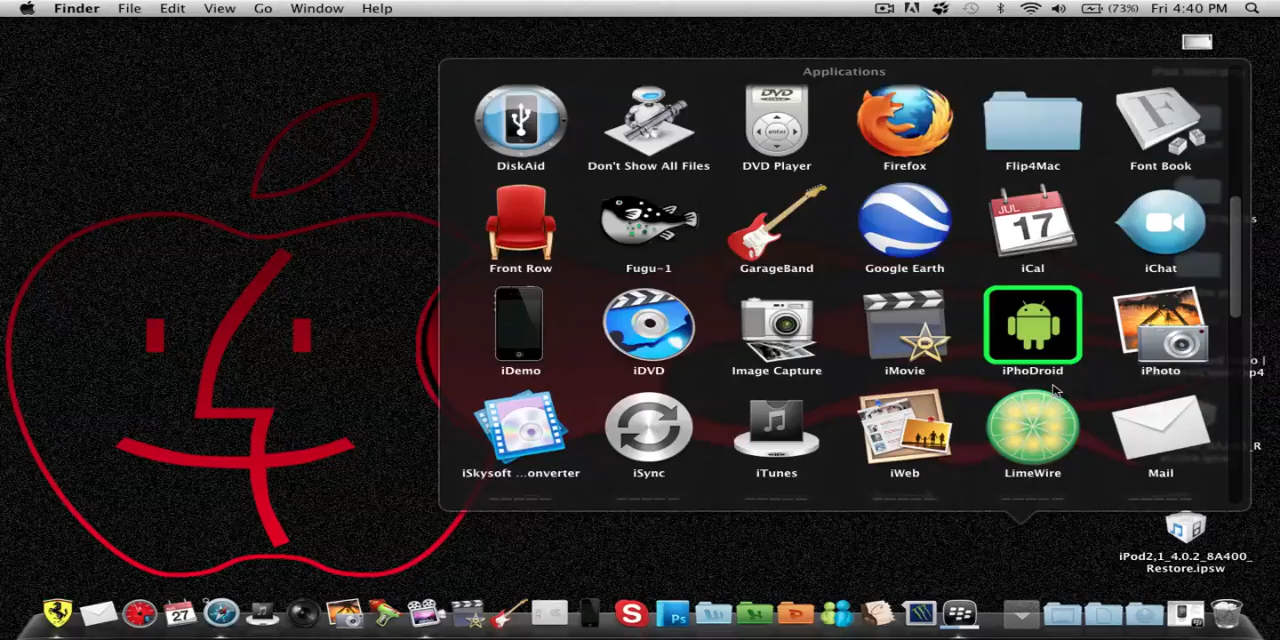 Finder File Edit View Go Window Help (73%) Fri 4:40 PM
Applications
DVD
DiskAid Don't Show All Files DVD Player Firefox Flip4Mac Font Book
JUL
17
Front Row Fugu-1 GarageBand Google Earth iCal iChat
iDemo iDVD Image Capture iMovie iPhoDroid iPhoto
iSkysoft ...onverter iSync iTunes iWeb LimeWire Mail
iPod2,1_4.0.2_8A400_
Restore.ipsw
27 Ps